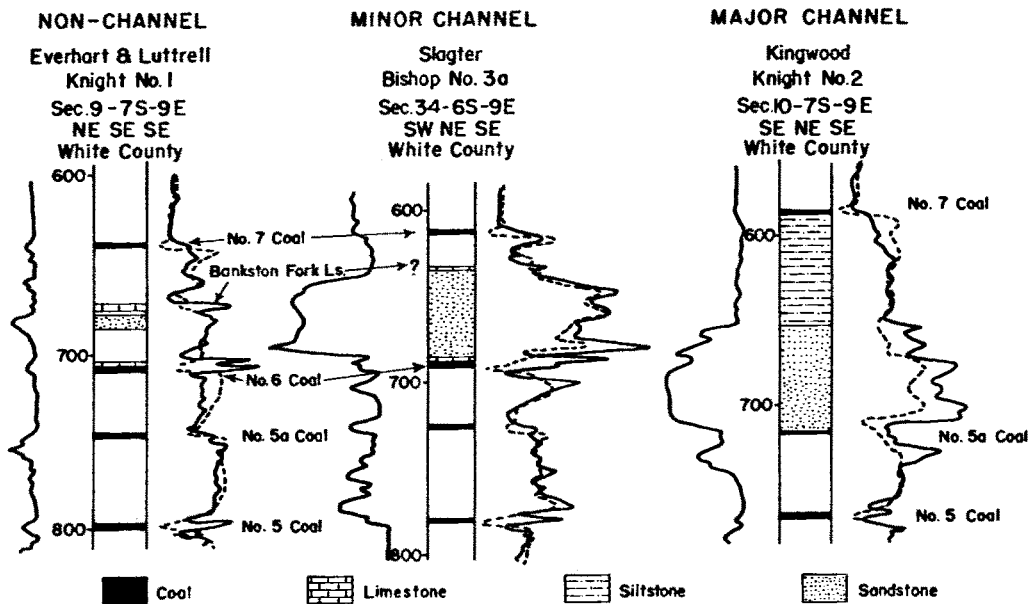 NON-CHANNEL
Everhart & Luttrell
Knight No. 1
Sec. 9 - 7S - 9E
NE SE SE
White County
MINOR CHANNEL
Slagter
Bishop No. 3a
Sec. 34 - 6S - 9E
SW NE SE
White County
MAJOR CHANNEL
Kingwood
Knight No. 2
Sec. 10 - 7S - 9E
SE NE SE
White County
600
700
800
600
700
800
600
700
No. 7 Coal
Bankston Fork Ls.
?
No. 6 Coal
No. 5a Coal
No. 5 Coal
No. 7 Coal
No. 5a Coal
No. 5 Coal
Coal
Limestone
Siltstone
Sandstone